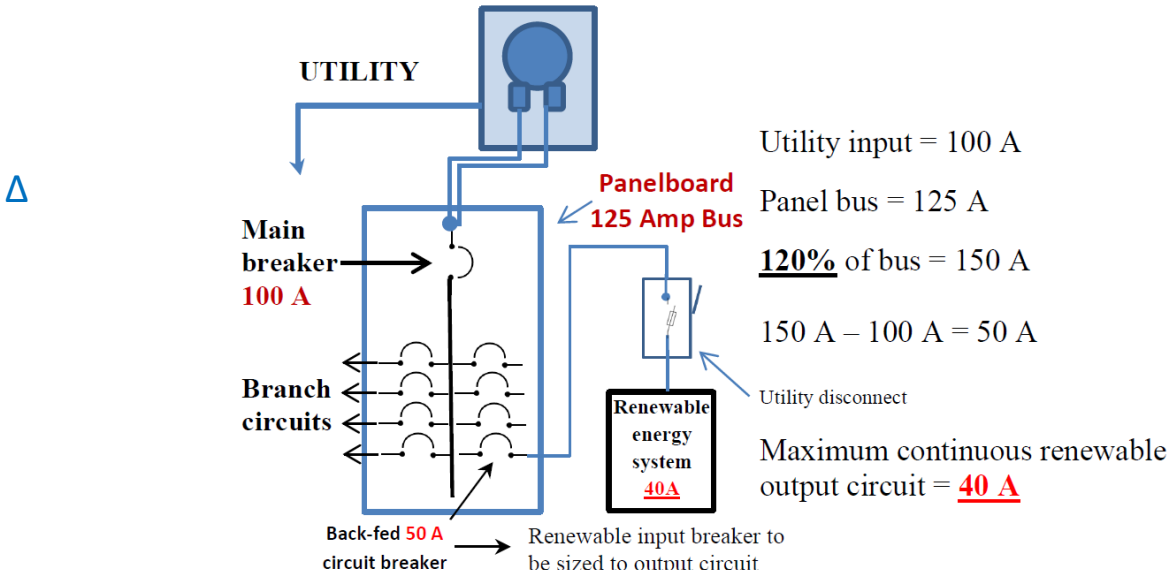 Δ
UTILITY
Panelboard
125 Amp Bus
Main
breaker
100 A
Branch
circuits
Back-fed 50 A
circuit breaker
Renewable
energy
system
40A
Renewable input breaker to
be sized to output circuit
Utility input = 100 A
Panel bus = 125 A
120% of bus = 150 A
150 A – 100 A = 50 A
Utility disconnect
Maximum continuous renewable
output circuit = 40 A